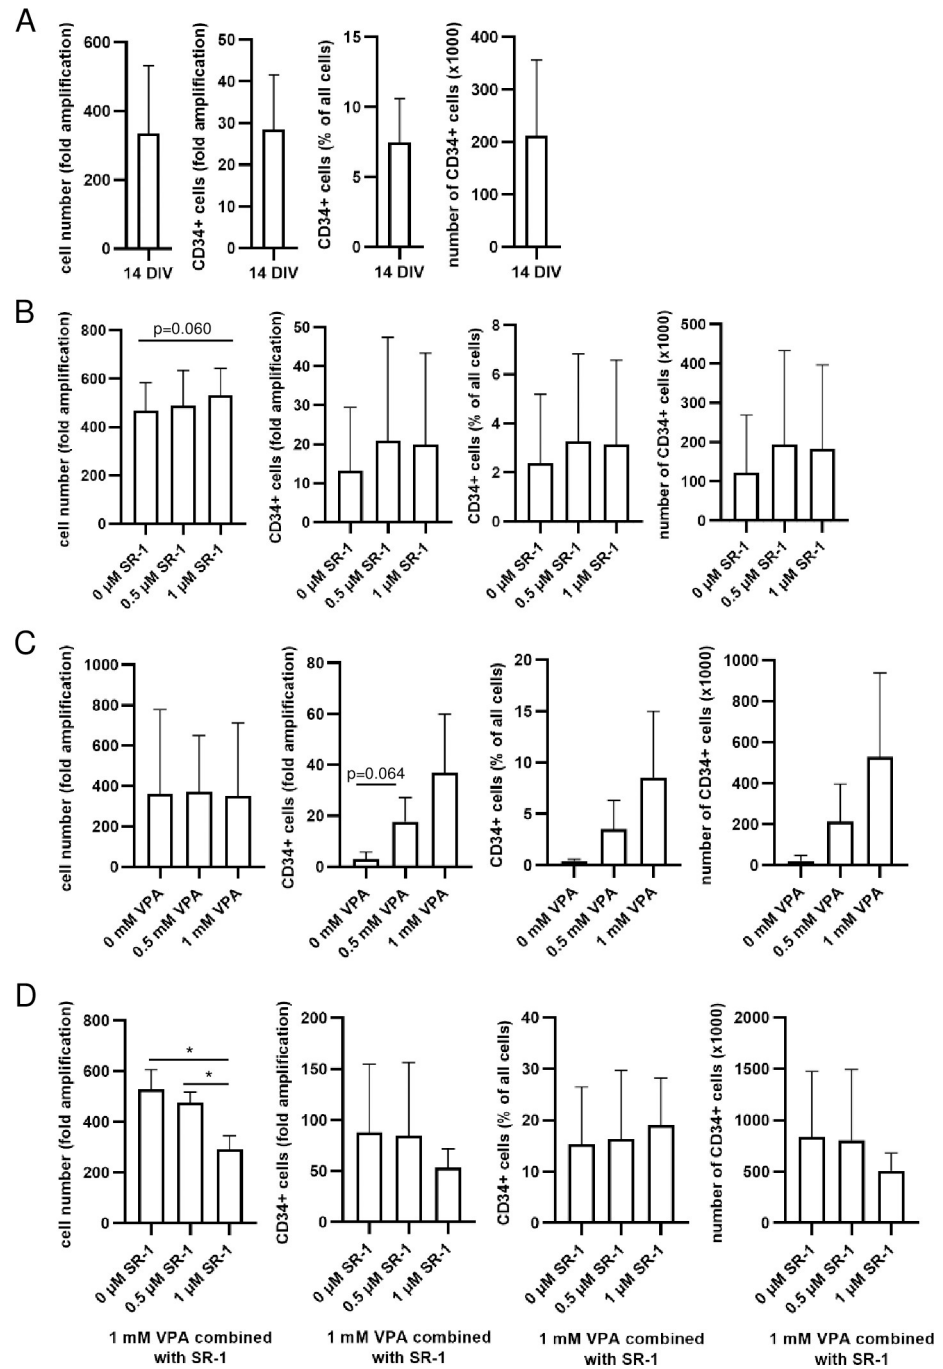 A
cell number (fold amplification)
600
400
200
0
14 DIV
CD34+ cells (fold amplification)
50
40
30
20
10
0
14 DIV
CD34+ cells (% of all cells)
15
10
5
0
14 DIV
number of CD34+ cells (x1000)
400
300
200
100
0
14 DIV
B
cell number (fold amplification)
800
600
400
200
0
p=0.060
0 µM SR-1
0.5 µM SR-1
1 µM SR-1
CD34+ cells (fold amplification)
50
40
30
20
10
0
0 µM SR-1
0.5 µM SR-1
1 µM SR-1
CD34+ cells (% of all cells)
8
6
4
2
0
0 µM SR-1
0.5 µM SR-1
1 µM SR-1
number of CD34+ cells (x1000)
500
400
300
200
100
0
0 µM SR-1
0.5 µM SR-1
1 µM SR-1
C
cell number (fold amplification)
1000
800
600
400
200
0
0 mM VPA
0.5 mM VPA
1 mM VPA
CD34+ cells (fold amplification)
80
60
40
20
0
p=0.064
0 mM VPA
0.5 mM VPA
1 mM VPA
CD34+ cells (% of all cells)
20
15
10
5
0
0 mM VPA
0.5 mM VPA
1 mM VPA
number of CD34+ cells (x1000)
1000
800
600
400
200
0
0 mM VPA
0.5 mM VPA
1 mM VPA
D
cell number (fold amplification)
800
600
400
200
0
*
*
0 µM SR-1
0.5 µM SR-1
1 µM SR-1
1 mM VPA combined
with SR-1
CD34+ cells (fold amplification)
200
150
100
50
0
0 µM SR-1
0.5 µM SR-1
1 µM SR-1
1 mM VPA combined
with SR-1
CD34+ cells (% of all cells)
40
30
20
10
0
0 µM SR-1
0.5 µM SR-1
1 µM SR-1
1 mM VPA combined
with SR-1
number of CD34+ cells (x1000)
2000
1500
1000
500
0
0 µM SR-1
0.5 µM SR-1
1 µM SR-1
1 mM VPA combined
with SR-1